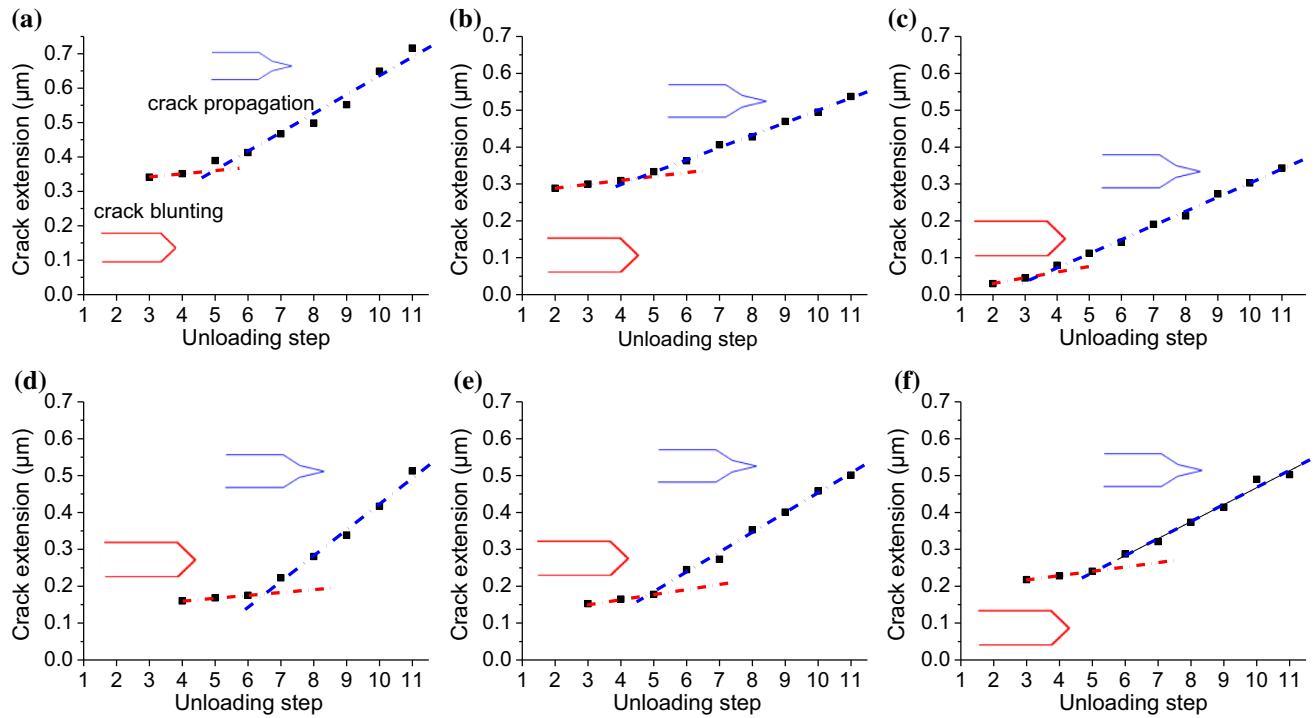 (a)
Crack extension (μm)
0.7
0.6
0.5
0.4
0.3
0.2
0.1
0.0
crack propagation
crack blunting
1 2 3 4 5 6 7 8 9 10 11
Unloading step
(b)
Crack extension (μm)
0.7
0.6
0.5
0.4
0.3
0.2
0.1
0.0
1 2 3 4 5 6 7 8 9 10 11
Unloading step
(c)
Crack extension (μm)
0.7
0.6
0.5
0.4
0.3
0.2
0.1
0.0
1 2 3 4 5 6 7 8 9 10 11
Unloading step
(d)
Crack extension (μm)
0.7
0.6
0.5
0.4
0.3
0.2
0.1
0.0
1 2 3 4 5 6 7 8 9 10 11
Unloading step
(e)
Crack extension (μm)
0.7
0.6
0.5
0.4
0.3
0.2
0.1
0.0
1 2 3 4 5 6 7 8 9 10 11
Unloading step
(f)
Crack extension (μm)
0.7
0.6
0.5
0.4
0.3
0.2
0.1
0.0
1 2 3 4 5 6 7 8 9 10 11
Unloading step